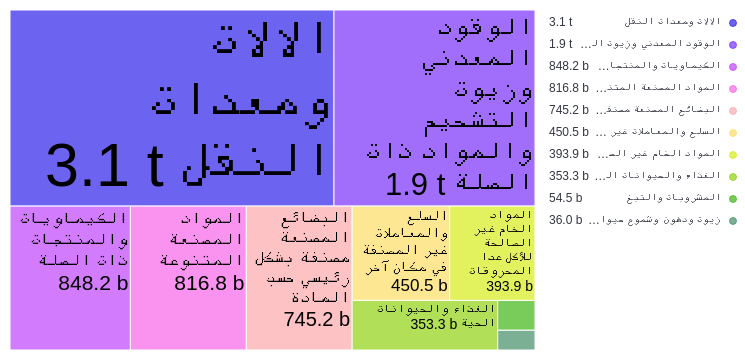 الالات
ومعدات
النقل 3.1 t
الوقود
المعدني
وزيوت
التشحيم
والمواد ذات
الصلة 1.9 t
الكيماويات
والمنتجات
ذات الصلة
848.2 b
المواد
المصنعة
المتنوعة
816.8 b
البضائع
المصنعة
مصنفة بشكل
رئيسي حسب
المادة
745.2 b
السلع
والمعاملات
غير المصنفة
في مكان آخر
450.5 b
المواد
الخام غير
الصالحة
للأكل عدا
المحروقات
393.9 b
الغذاء والحيوانات
الحية 353.3 b
الالات ومعدات النقل 3.1 t
الوقود المعدني وزيوت الـ... 1.9 t
الكيماويات والمنتجا... 848.2 b
المواد المصنعة المتنـ... 816.8 b
البضائع المصنعة مصنفـ... 745.2 b
السلع والمعاملات غير ... 450.5 b
المواد الخام غير الصـ... 393.9 b
الغذاء والحيوانات الـ... 353.3 b
المشروبات والتبغ 54.5 b
زيوت ودهون وشموع حيوا... 36.0 b